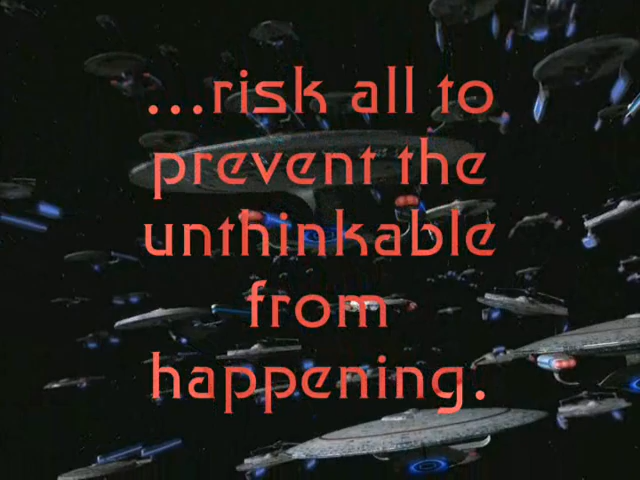 ...risk all to
prevent the
unthinkable
from
happening.